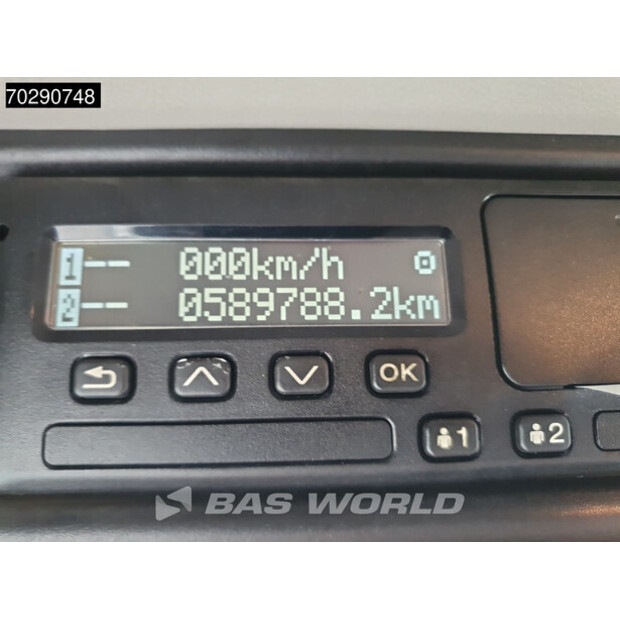 70290748
1-- 000km/h
2-- 0589788.2km
OK
1 2
BAS WORLD